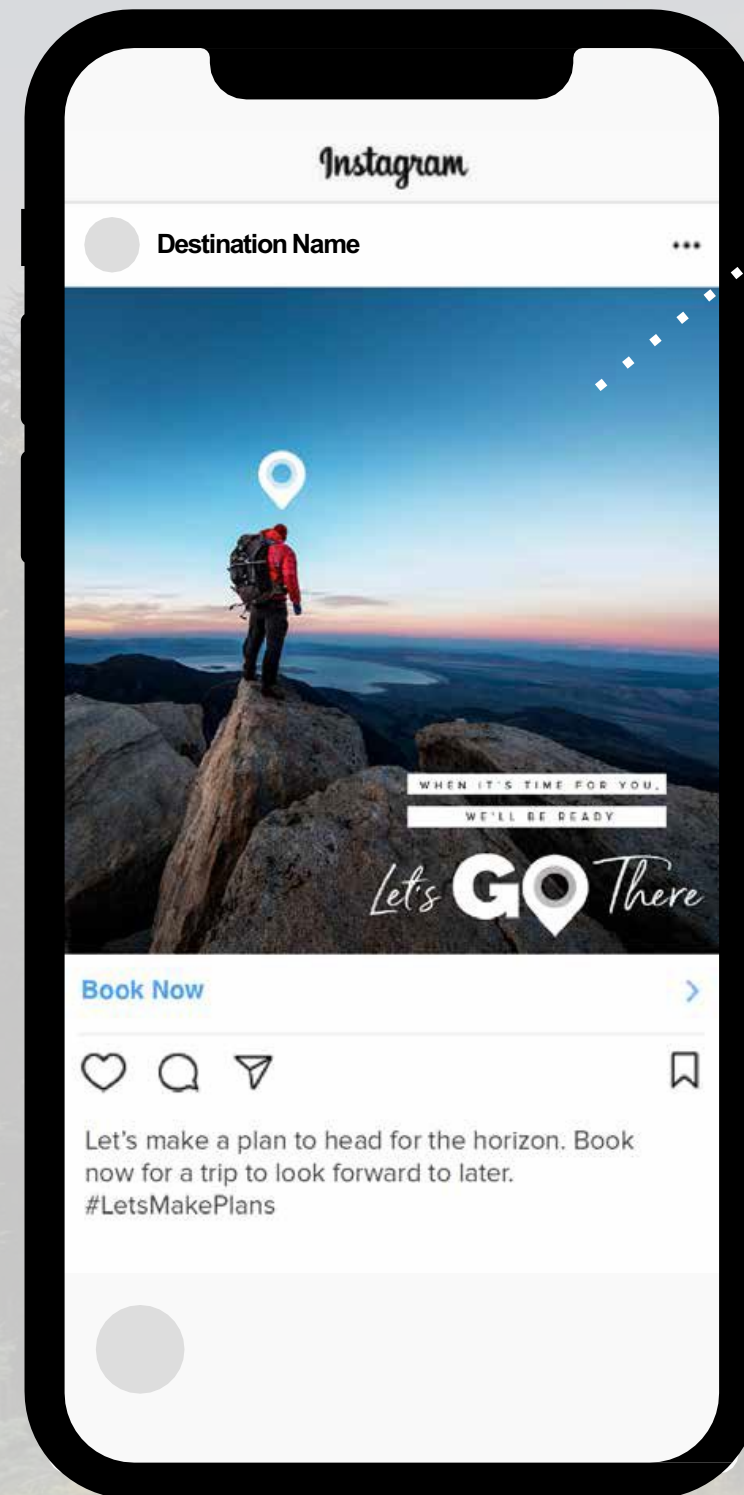 Instagram
Destination Name
WHEN IT'S TIME FOR YOU,
WE'LL BE READY
Let's GO There
Book Now
Let's make a plan to head for the horizon. Book
now for a trip to look forward to later.
#LetsMakePlans